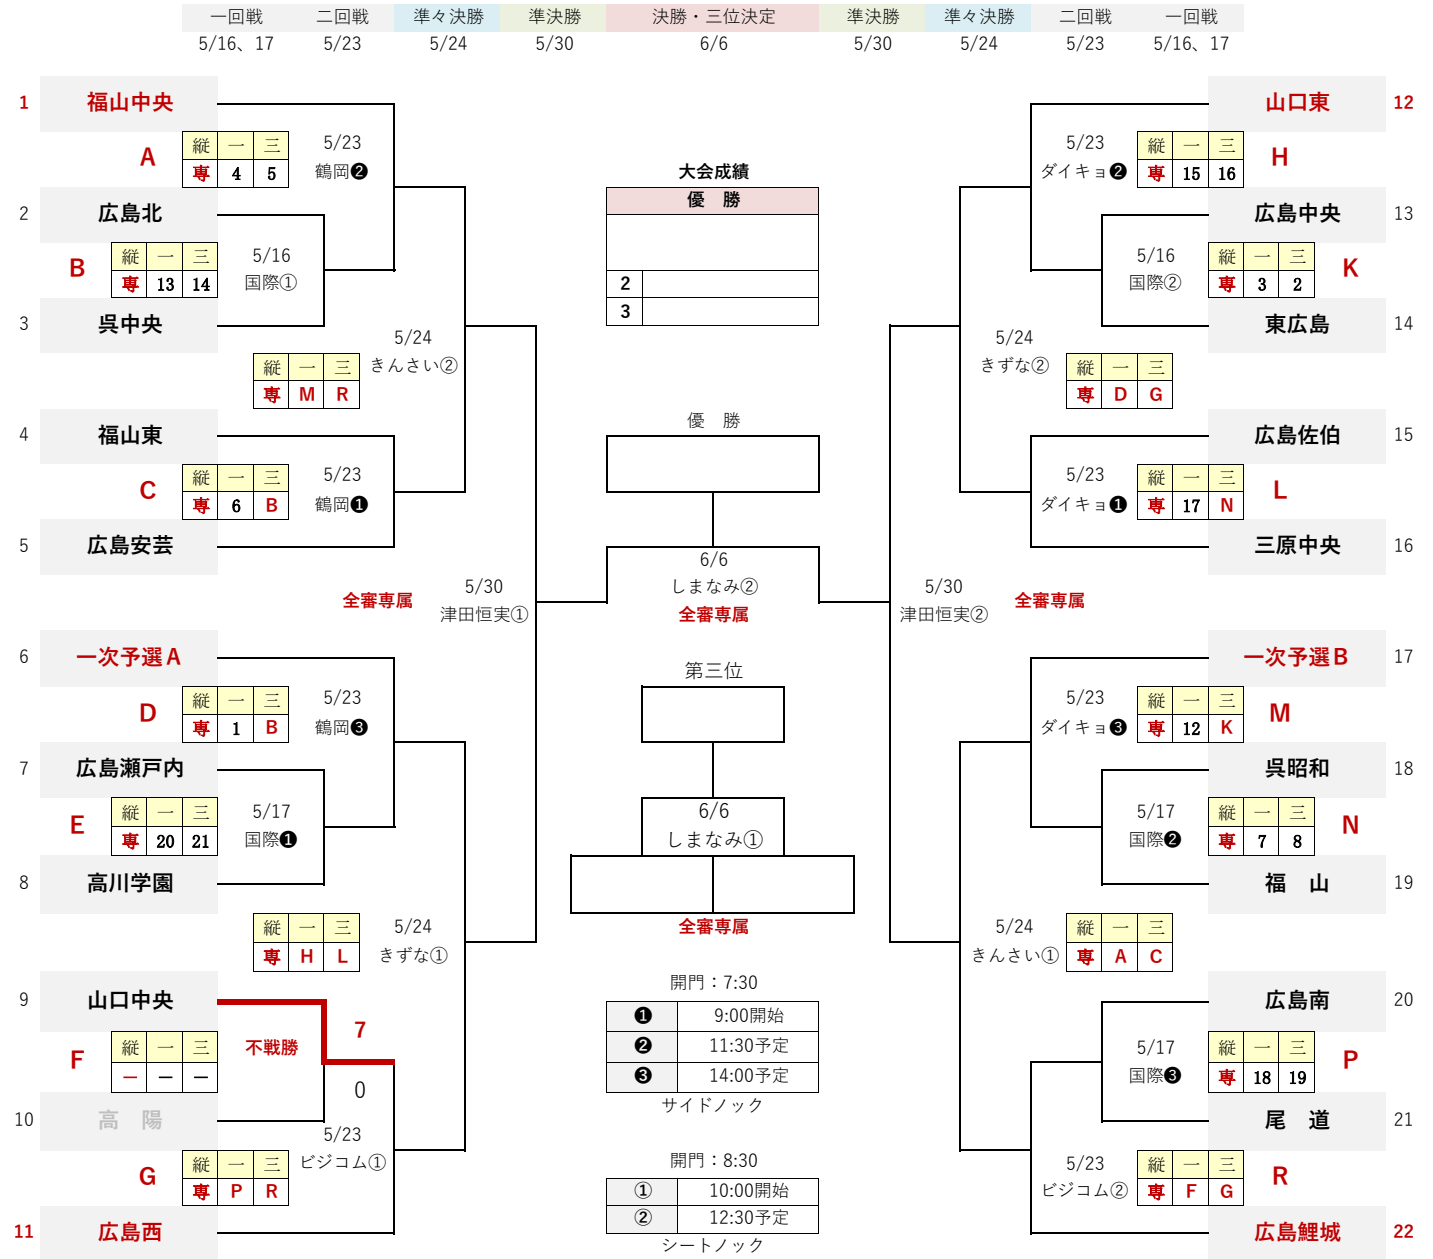 一回戦 二回戦 準々決勝 準決勝 決勝・三位決定 準決勝 準々決勝 二回戦 一回戦
5/16、17 5/23 5/24 5/30 6/6 5/30 5/24 5/23 5/16、17
1 福山中央
A 縦 一 三
専 4 5
5/23
鶴岡❷
2 広島北
B 縦 一 三
専 13 14
5/16
国際①
3 呉中央
縦 一 三
専 M R
5/24
きんさい②
4 福山東
C 縦 一 三
専 6 B
5/23
鶴岡❶
5 広島安芸
全審専属
5/30
津田恒実①
6 一次予選A
D 縦 一 三
専 1 B
5/23
鶴岡❸
7 広島瀬戸内
E 縦 一 三
専 20 21
5/17
国際❶
8 高川学園
縦 一 三
専 H L
5/24
きずな①
9 山口中央
F 縦 一 三
－ － －
不戦勝
7
0
10 高　陽
5/23
ビジコム①
G 縦 一 三
専 P R
11 広島西
大会成績
優　勝
2
3
優　勝
6/6
しまなみ②
全審専属
第三位
6/6
しまなみ①
全審専属
開門：7:30
❶ 9:00開始
❷ 11:30予定
❸ 14:00予定
サイドノック
開門：8:30
① 10:00開始
② 12:30予定
シートノック
山口東 12
5/23
ダイキョ❷
縦 一 三
専 15 16
H
広島中央 13
5/16
国際②
縦 一 三
専 3 2
K
東広島 14
5/24
きずな②
縦 一 三
専 D G
広島佐伯 15
5/23
ダイキョ❶
縦 一 三
専 17 N
L
三原中央 16
5/30
津田恒実②
全審専属
一次予選B 17
5/23
ダイキョ❸
縦 一 三
専 12 K
M
呉昭和 18
5/17
国際❷
縦 一 三
専 7 8
N
福　山 19
5/24
きんさい①
縦 一 三
専 A C
広島南 20
5/17
国際❸
縦 一 三
専 18 19
P
尾　道 21
5/23
ビジコム②
縦 一 三
専 F G
R
広島鯉城 22